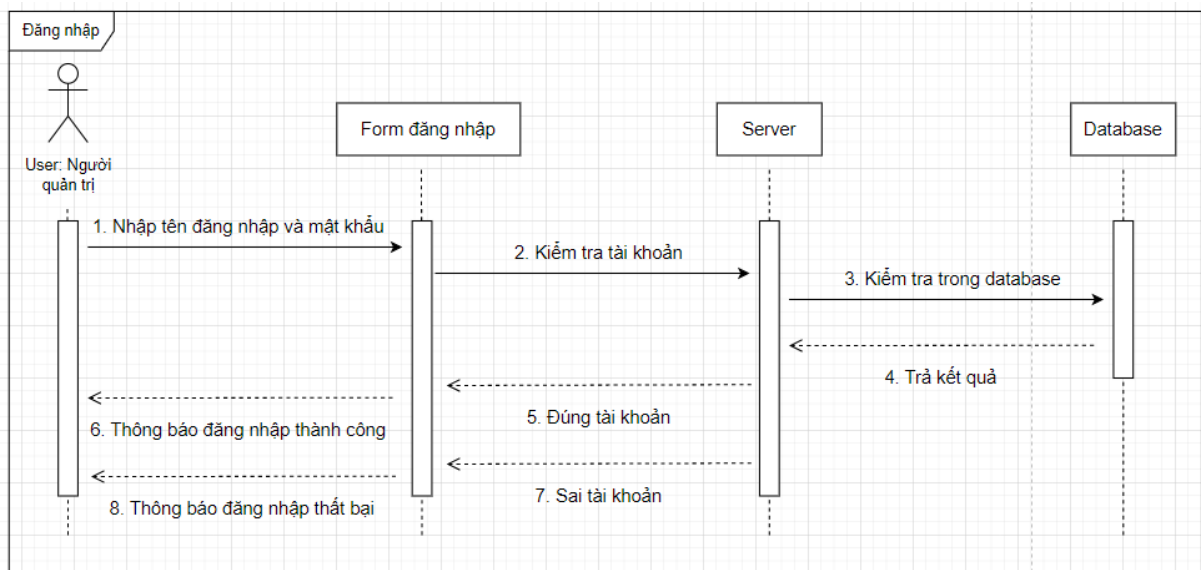 Đăng nhập
User: Người
quản trị
Form đăng nhập
Server
Database
1. Nhập tên đăng nhập và mật khẩu
2. Kiểm tra tài khoản
3. Kiểm tra trong database
4. Trả kết quả
5. Đúng tài khoản
6. Thông báo đăng nhập thành công
7. Sai tài khoản
8. Thông báo đăng nhập thất bại